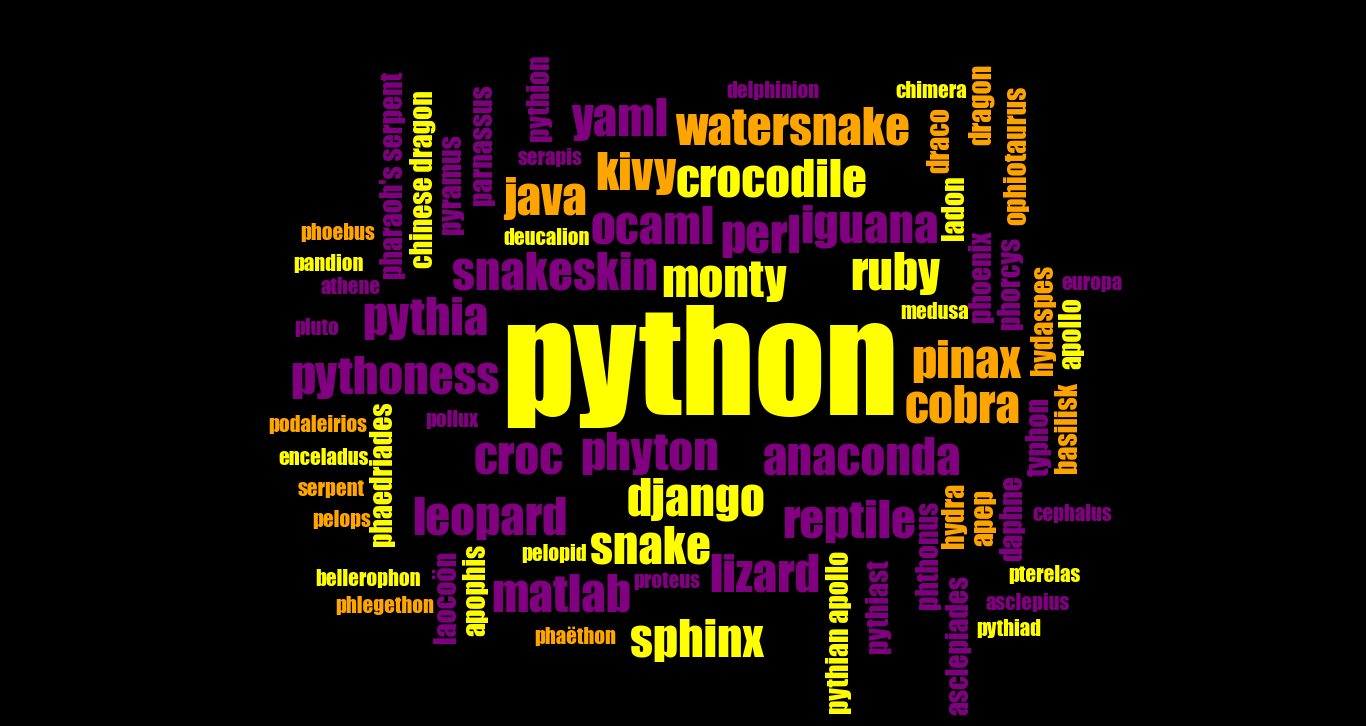 pythion
delphinion
chimera
dragon
pharaoh's serpent
chinese dragon
pyramus
parnassus
yaml
watersnake
draco
ophiotaurus
serapis
kivy
crocodile
java
ladon
phoebus
deucalion
ocaml
perl
iguana
pandion
athene
snakeskin
monty
ruby
phoenix
phorcys
europa
pluto
pythia
medusa
hydaspes
apollo
python
pinax
pythoness
cobra
podaleirios
pollux
basilisk
typhon
enceladus
phaedriades
croc
phyton
anaconda
serpent
django
pelops
leopard
reptile
phthonus
hydra
apep
daphne
cephalus
pelopid
snake
bellerophon
laocoön
apophis
matlab
proteus
lizard
pterelas
phlegethon
pythian apollo
pythiast
asclepiades
asclepius
phaëthon
sphinx
pythiad